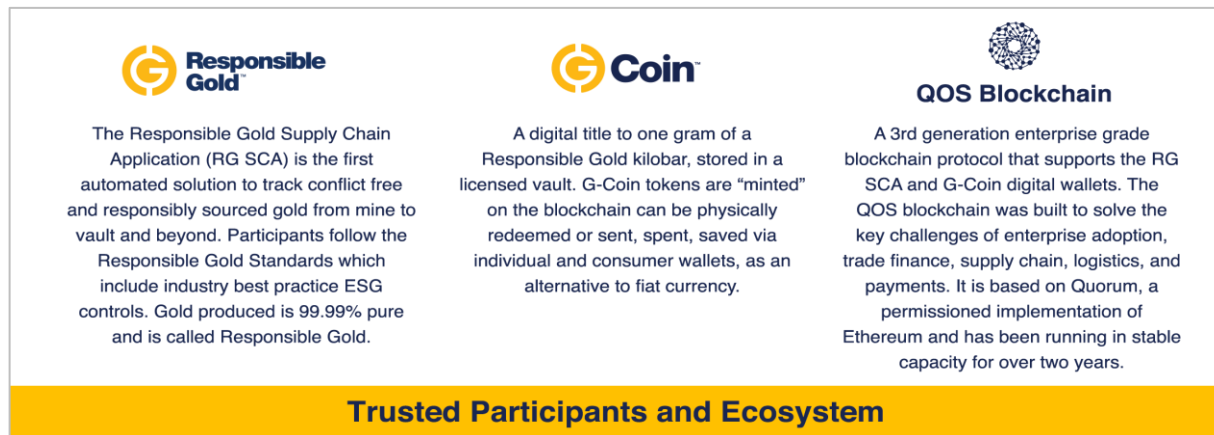 Responsible
Gold™
The Responsible Gold Supply Chain
Application (RG SCA) is the first
automated solution to track conflict free
and responsibly sourced gold from mine to
vault and beyond. Participants follow the
Responsible Gold Standards which
include industry best practice ESG
controls. Gold produced is 99.99% pure
and is called Responsible Gold.
G Coin™
A digital title to one gram of a
Responsible Gold kilobar, stored in a
licensed vault. G-Coin tokens are “minted”
on the blockchain can be physically
redeemed or sent, spent, saved via
individual and consumer wallets, as an
alternative to fiat currency.
QOS Blockchain
A 3rd generation enterprise grade
blockchain protocol that supports the RG
SCA and G-Coin digital wallets. The
QOS blockchain was built to solve the
key challenges of enterprise adoption,
trade finance, supply chain, logistics, and
payments. It is based on Quorum, a
permissioned implementation of
Ethereum and has been running in stable
capacity for over two years.
Trusted Participants and Ecosystem